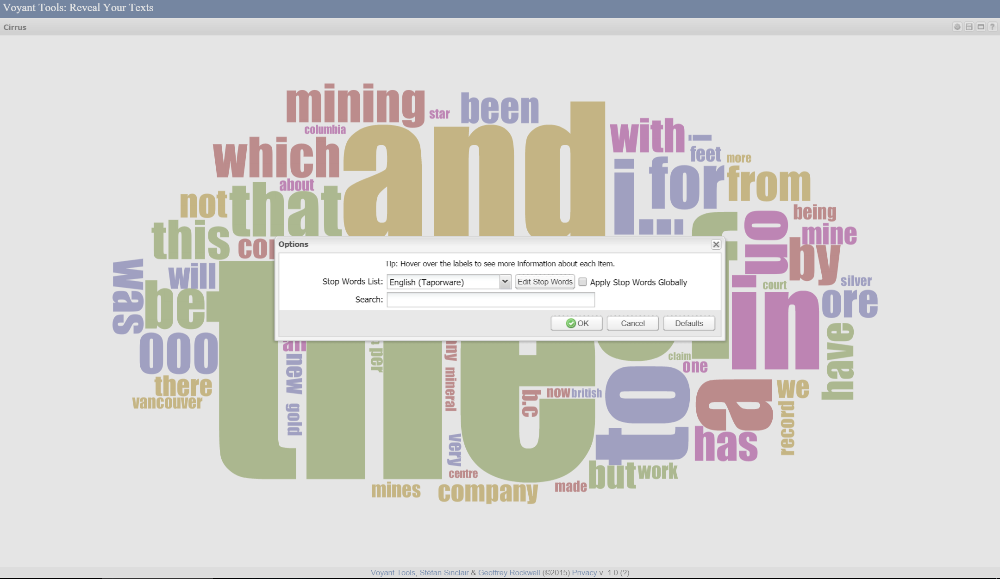 Voyant Tools: Reveal Your Texts
Cirrus
mining
star
been
columbia
and
with
which
feet
more
i
for
from
about
that
not
being
this
on
mine
by
was
will
be
in
court
silver
ore
Options
Tip: Hover over the labels to see more information about each item.
Stop Words List: English (Taporware) Edit Stop Words Apply Stop Words Globally
Search:
OK Cancel Defaults
000
new
per
claim
one
have
there
vancouver
mineral
now
british
to
a
we
b.c
gold
record
has
very
centre
but
work
mines
company
made
Voyant Tools, Stéfan Sinclair & Geoffrey Rockwell (©2015) Privacy v. 1.0 (?)